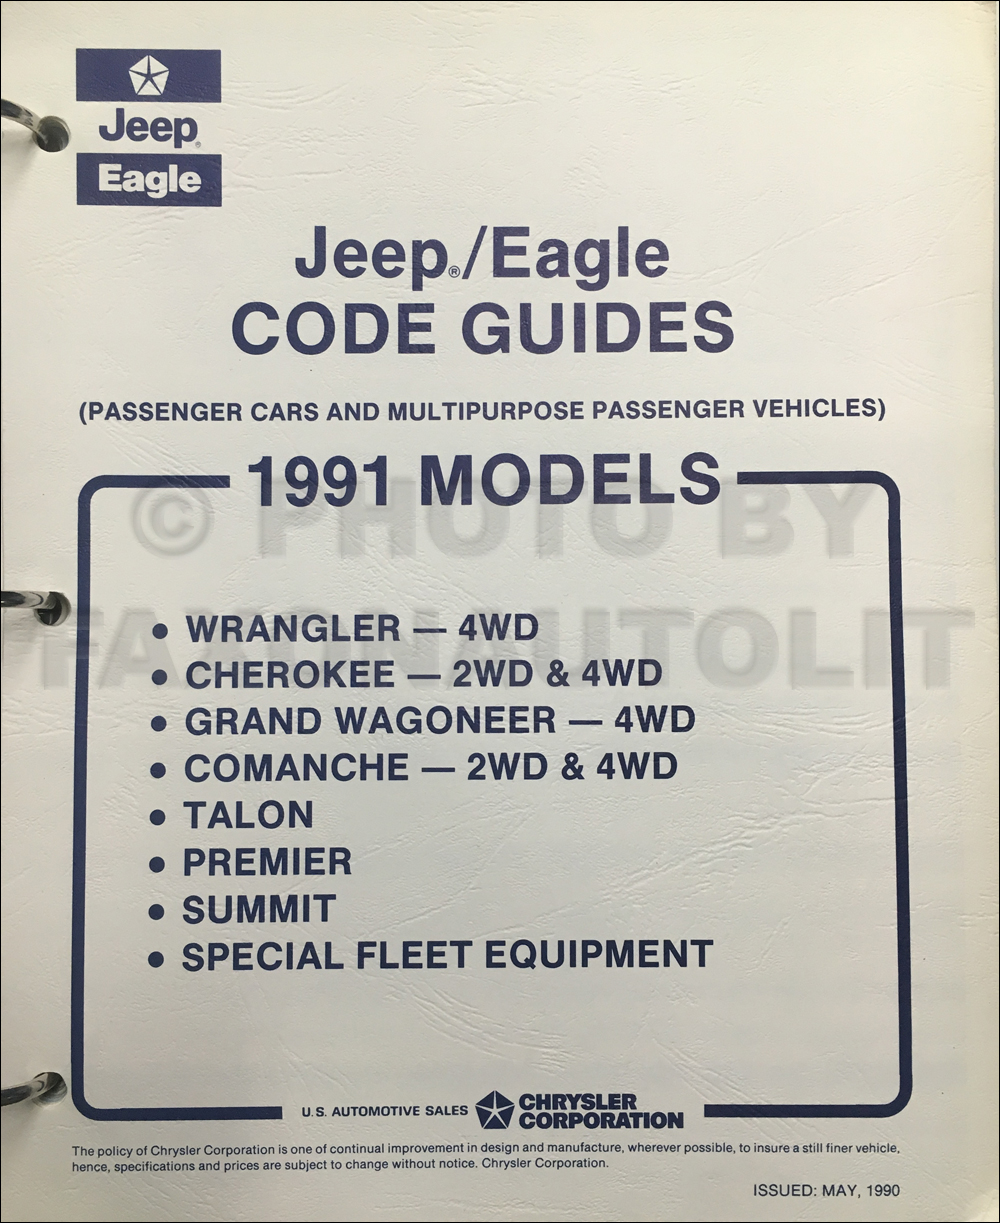 Jeep®
Eagle
Jeep®/Eagle
CODE GUIDES
(PASSENGER CARS AND MULTIPURPOSE PASSENGER VEHICLES)
1991 MODELS
© PHOTO BY
FAXONAUTOLIT
• WRANGLER — 4WD
• CHEROKEE — 2WD & 4WD
• GRAND WAGONEER — 4WD
• COMANCHE — 2WD & 4WD
• TALON
• PREMIER
• SUMMIT
• SPECIAL FLEET EQUIPMENT
U.S. AUTOMOTIVE SALES CHRYSLER
CORPORATION
The policy of Chrysler Corporation is one of continual improvement in design and manufacture, wherever possible, to insure a still finer vehicle,
hence, specifications and prices are subject to change without notice. Chrysler Corporation.
ISSUED: MAY, 1990